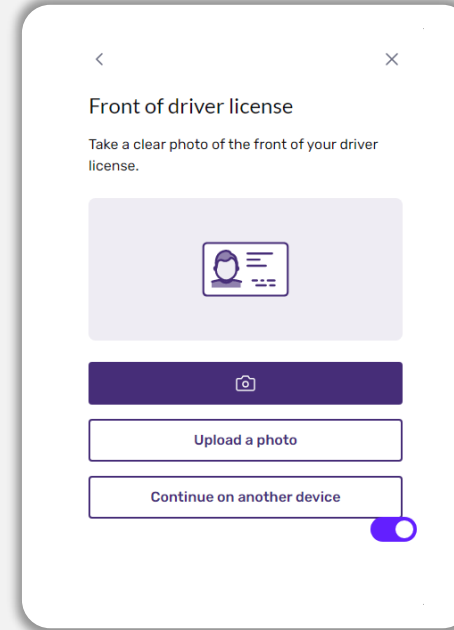 Front of driver license
Take a clear photo of the front of your driver
license.
Upload a photo
Continue on another device